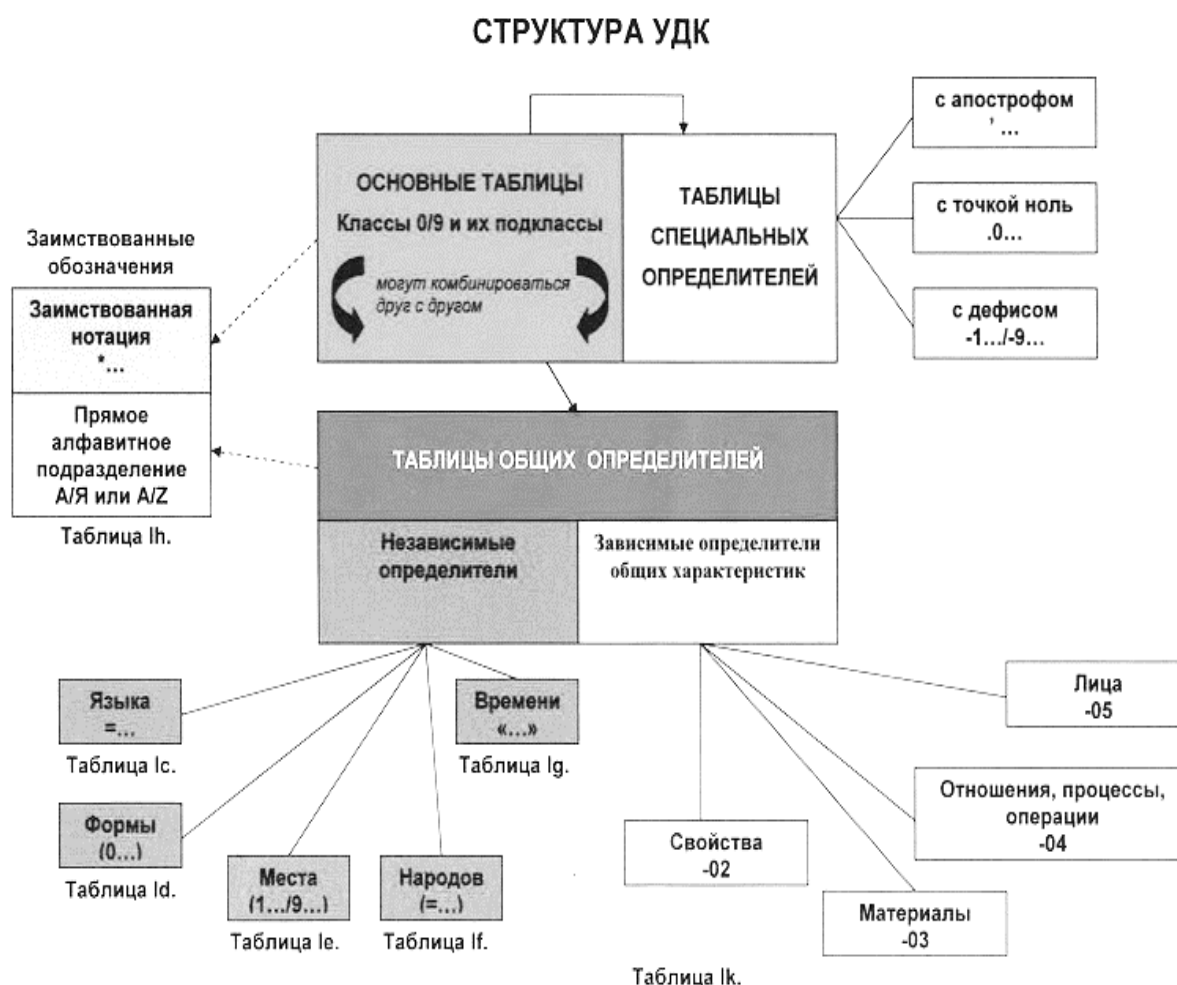 СТРУКТУРА УДК
с апострофом
’ ...
ОСНОВНЫЕ ТАБЛИЦЫ
Классы 0/9 и их подклассы
могут комбинироваться
друг с другом
ТАБЛИЦЫ
СПЕЦИАЛЬНЫХ
ОПРЕДЕЛИТЕЛЕЙ
с точкой ноль
.0...
с дефисом
-1.../-9...
Заимствованные
обозначения
Заимствованная
нотация
*...
Прямое
алфавитное
подразделение
А/Я или A/Z
Таблица Ih.
ТАБЛИЦЫ ОБЩИХ ОПРЕДЕЛИТЕЛЕЙ
Независимые
определители
Зависимые определители
общих характеристик
Языка
=...
Таблица Ic.
Времени
«...»
Таблица Ig.
Лица
-05
Формы
(0...)
Таблица Id.
Места
(1.../9...)
Таблица Ie.
Народов
(=...)
Таблица If.
Свойства
-02
Отношения, процессы,
операции
-04
Материалы
-03
Таблица Ik.